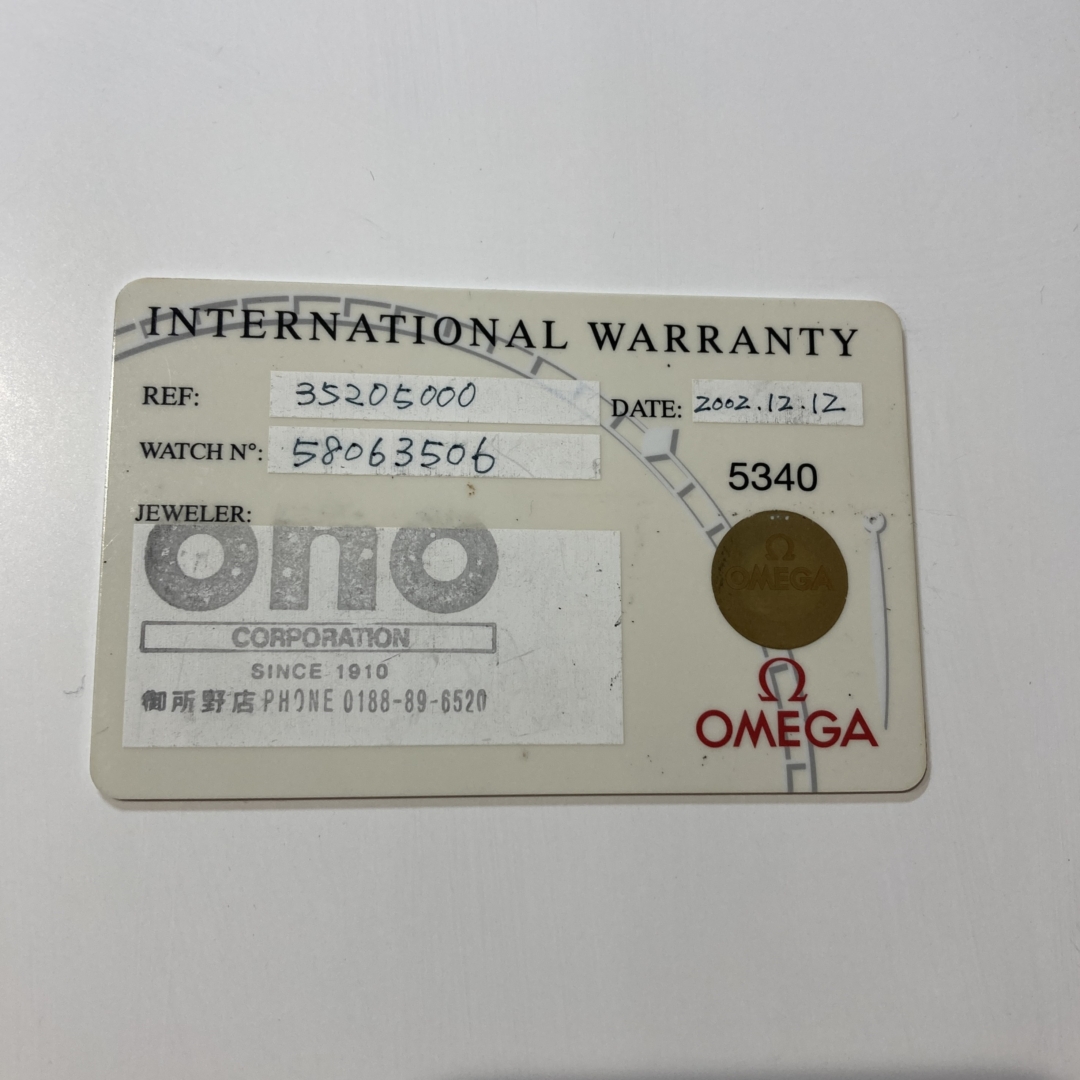 INTERNATIONAL WARRANTY
REF: 35205000
DATE: 2002.12.12
WATCH N°: 58063506
5340
JEWELER:
ono
CORPORATION
SINCE 1910
御所野店 PHONE 0188-89-6520
Ω
OMEGA
Ω
OMEGA